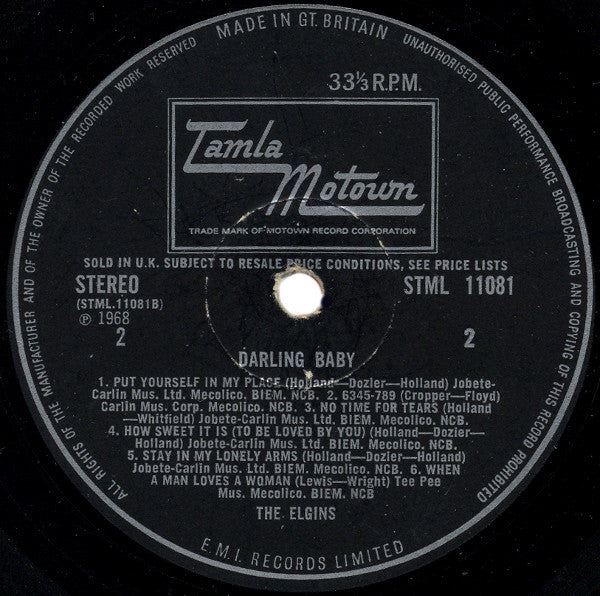 MADE IN GT. BRITAIN
UNAUTHORISED PUBLIC PERFORMANCE BROADCASTING AND COPYING OF THIS RECORD PROHIBITED
ALL RIGHTS OF THE MANUFACTURER AND OF THE OWNER OF THE RECORDED WORK RESERVED
33⅓ R.P.M.
Tamla
Motown
TRADE MARK OF MOTOWN RECORD CORPORATION
SOLD IN U.K. SUBJECT TO RESALE PRICE CONDITIONS, SEE PRICE LISTS
STEREO STML 11081
(STML.11081B)
℗ 1968
2 2
DARLING BABY
1. PUT YOURSELF IN MY PLACE (Holland—Dozier—Holland) Jobete-
Carlin Mus. Ltd. Mecolico. BIEM. NCB. 2. 6345-789 (Cropper—Floyd)
Carlin Mus. Corp. Mecolico. NCB. 3. NO TIME FOR TEARS (Holland
—Whitfield) Jobete-Carlin Mus. Ltd. BIEM. Mecolico. NCB.
4. HOW SWEET IT IS (TO BE LOVED BY YOU) (Holland—Dozier-
Holland) Jobete-Carlin Mus. Ltd. BIEM. Mecolico. NCB.
5. STAY IN MY LONELY ARMS (Holland—Dozier—Holland)
Jobete-Carlin Mus. Ltd. BIEM. Mecolico. NCB. 6. WHEN
A MAN LOVES A WOMAN (Lewis—Wright) Tee Pee
Mus. Mecolico. BIEM. NCB
THE ELGINS
E.M.I. RECORDS LIMITED